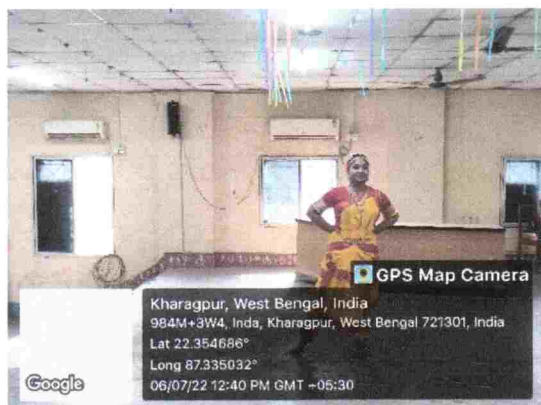 GPS Map Camera
Kharagpur, West Bengal, India
984M+3W4, Inda, Kharagpur, West Bengal 721301, India
Lat 22.354686°
Long 87.335032°
06/07/22 12:40 PM GMT +05:30
Google